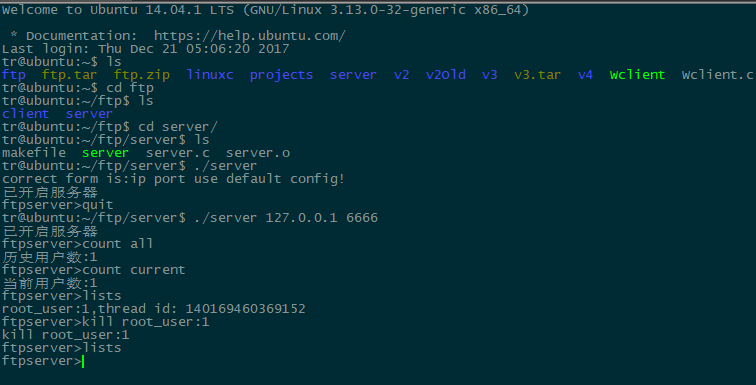 Welcome to Ubuntu 14.04.1 LTS (GNU/Linux 3.13.0-32-generic x86_64)
* Documentation:  https://help.ubuntu.com/
Last login: Thu Dec 21 05:06:20 2017
tr@ubuntu:~$ ls
ftp  ftp.tar  ftp.zip  linuxc  projects  server  v2  v2Old  v3  v3.tar  v4  Wclient  Wclient.c
tr@ubuntu:~$ cd ftp
tr@ubuntu:~/ftp$ ls
client  server
tr@ubuntu:~/ftp$ cd server/
tr@ubuntu:~/ftp/server$ ls
makefile  server  server.c  server.o
tr@ubuntu:~/ftp/server$ ./server
correct form is:ip port use default config!
已开启服务器
ftpserver>quit
tr@ubuntu:~/ftp/server$ ./server 127.0.0.1 6666
已开启服务器
ftpserver>count all
历史用户数:1
ftpserver>count current
当前用户数:1
ftpserver>lists
root_user:1,thread id: 140169460369152
ftpserver>kill root_user:1
kill root_user:1
ftpserver>lists
ftpserver>